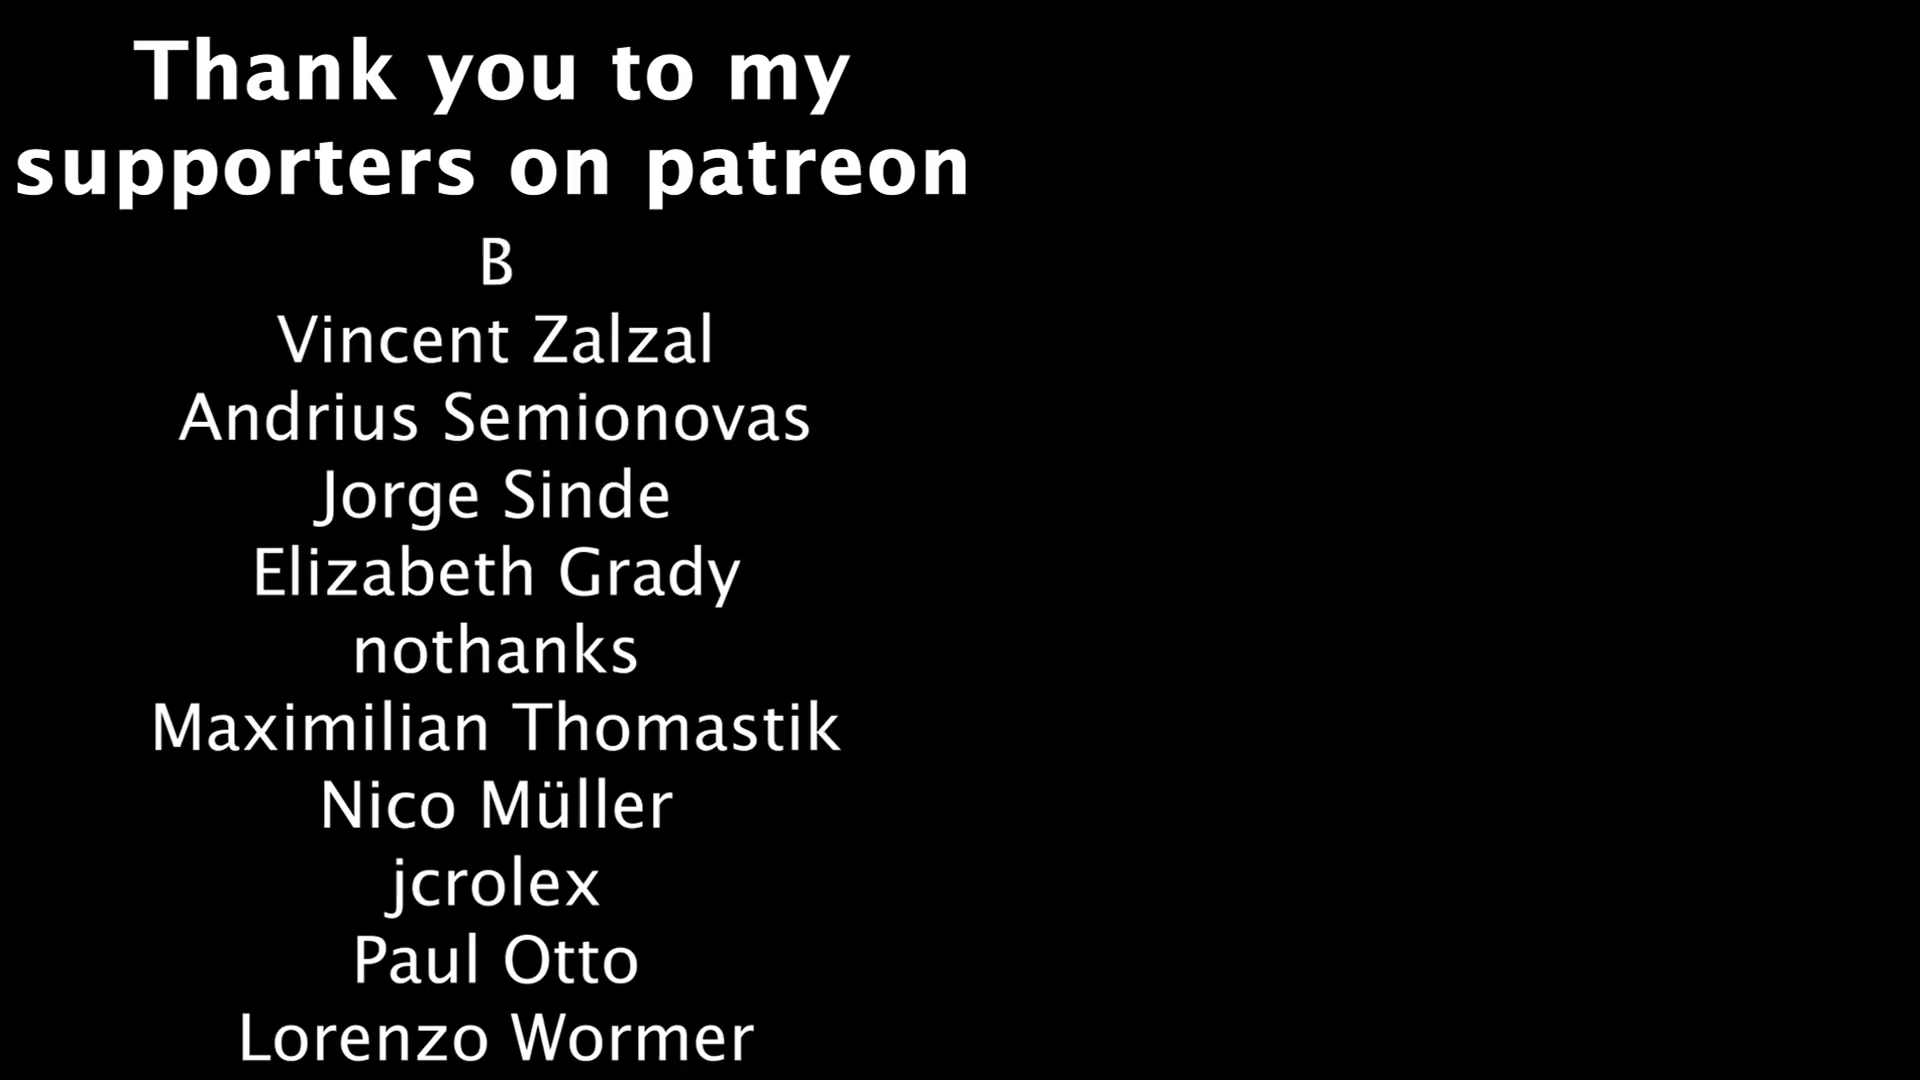 Thank you to my
supporters on patreon
B
Vincent Zalzal
Andrius Semionovas
Jorge Sinde
Elizabeth Grady
nothanks
Maximilian Thomastik
Nico Müller
jcrolex
Paul Otto
Lorenzo Wormer